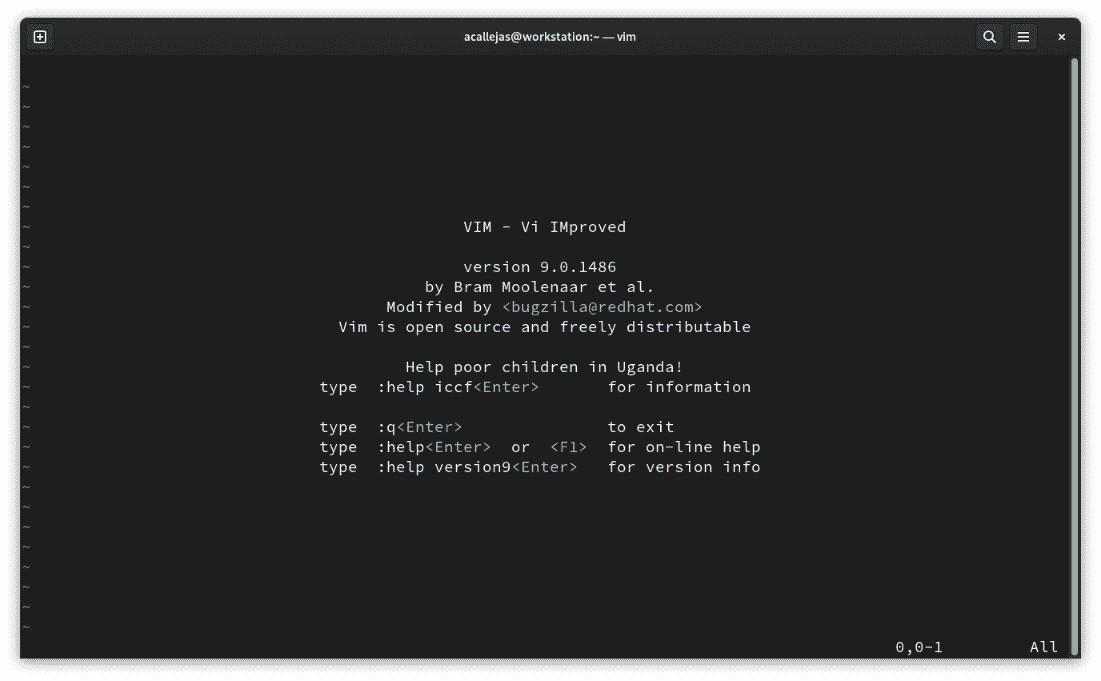 acallejas@workstation:~ — vim
~
~
~
~
~
~
~
~ VIM - Vi IMproved
~
~ version 9.0.1486
~ by Bram Moolenaar et al.
~ Modified by <bugzilla@redhat.com>
~ Vim is open source and freely distributable
~
~ Help poor children in Uganda!
~ type :help iccf<Enter> for information
~
~ type :q<Enter> to exit
~ type :help<Enter> or <F1> for on-line help
~ type :help version9<Enter> for version info
~
~
~
~
~
~
~
~
0,0-1 All